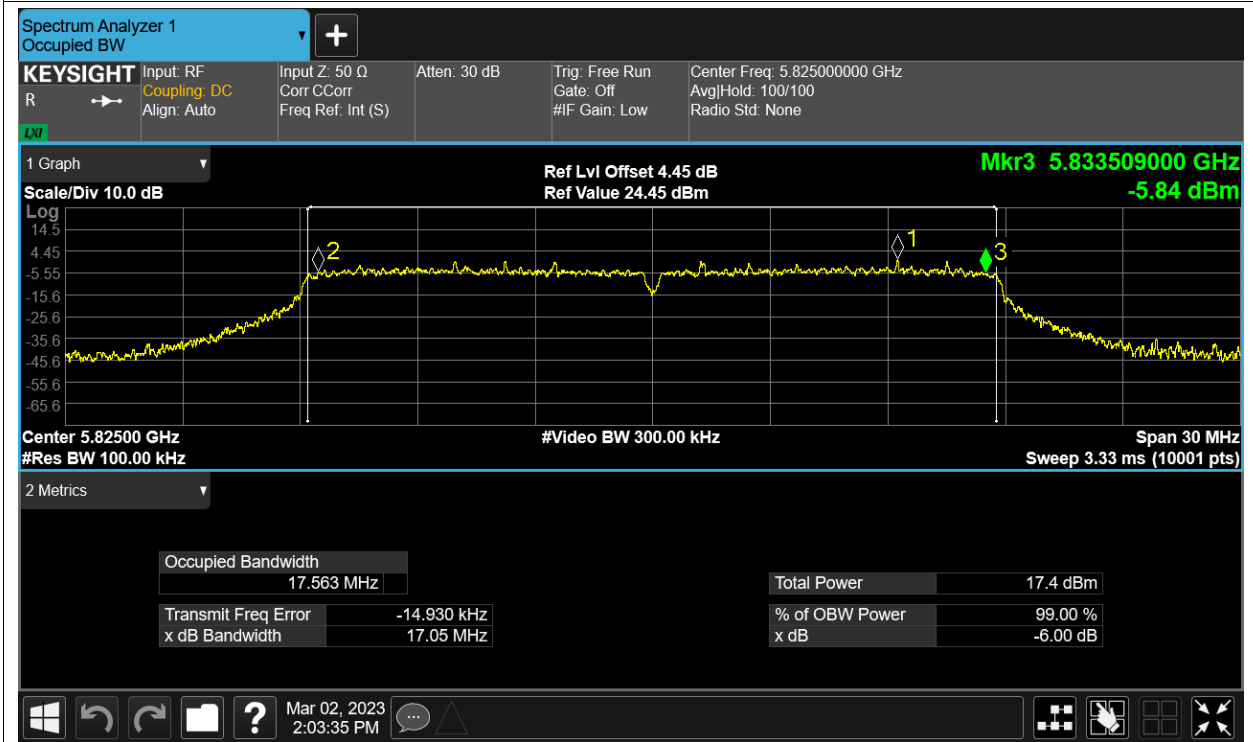 Spectrum Analyzer 1
Occupied BW
KEYSIGHT
R
LXI
Input: RF
Coupling: DC
Align: Auto
Input Z: 50 Ω
Corr CCorr
Freq Ref: Int (S)
Atten: 30 dB
Trig: Free Run
Gate: Off
#IF Gain: Low
Center Freq: 5.825000000 GHz
Avg|Hold: 100/100
Radio Std: None
1 Graph
Ref Lvl Offset 4.45 dB
Mkr3 5.833509000 GHz
Scale/Div 10.0 dB
Ref Value 24.45 dBm
-5.84 dBm
Log
14.5
4.45
-5.55
-15.6
-25.6
-35.6
-45.6
-55.6
-65.6
2
1
3
Center 5.82500 GHz
#Video BW 300.00 kHz
Span 30 MHz
#Res BW 100.00 kHz
Sweep 3.33 ms (10001 pts)
2 Metrics
Occupied Bandwidth
17.563 MHz
Transmit Freq Error -14.930 kHz
x dB Bandwidth 17.05 MHz
Total Power 17.4 dBm
% of OBW Power 99.00 %
x dB -6.00 dB
?
Mar 02, 2023
2:03:35 PM